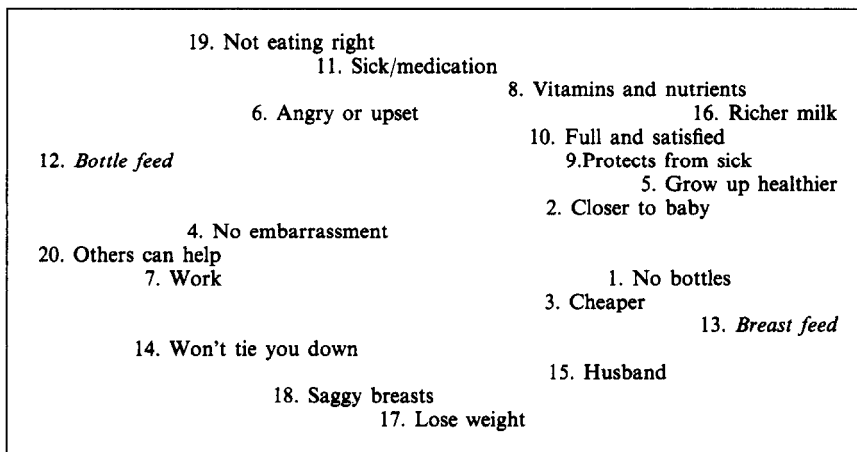 19. Not eating right
11. Sick/medication
8. Vitamins and nutrients
6. Angry or upset
16. Richer milk
10. Full and satisfied
12. Bottle feed
9.Protects from sick
5. Grow up healthier
2. Closer to baby
4. No embarrassment
20. Others can help
7. Work
1. No bottles
3. Cheaper
13. Breast feed
14. Won't tie you down
15. Husband
18. Saggy breasts
17. Lose weight